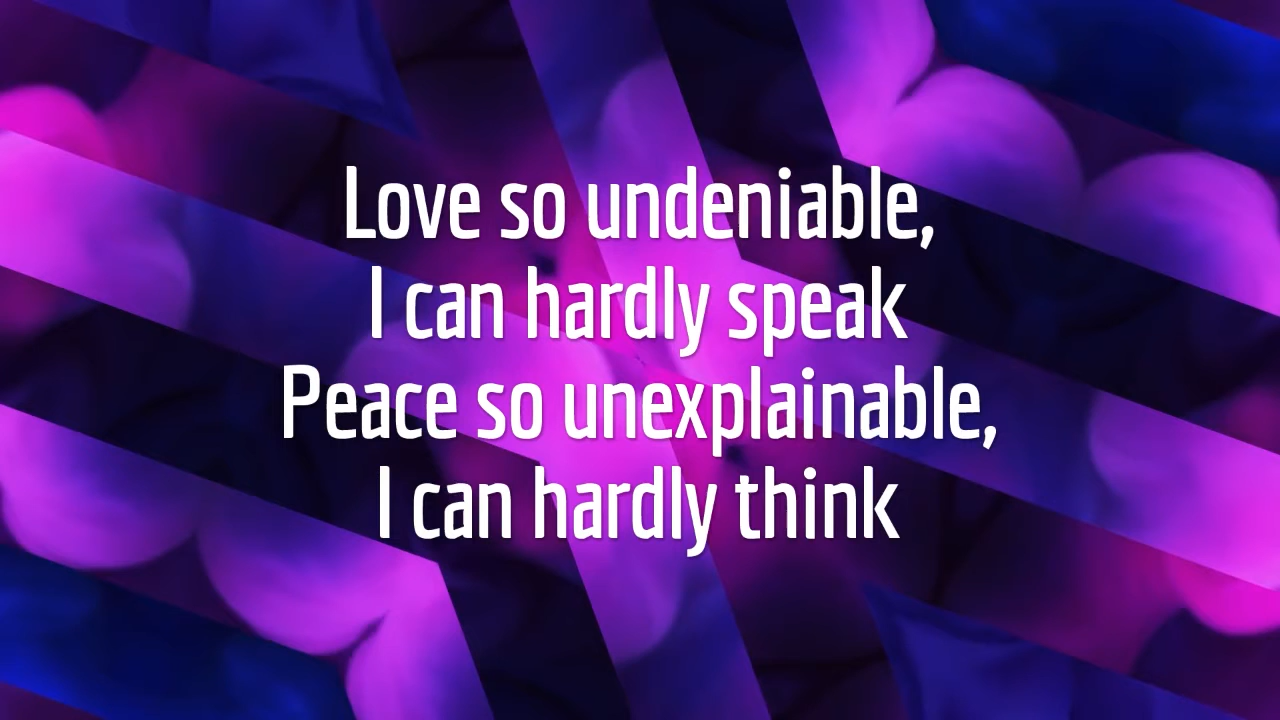 Love so undeniable,
I can hardly speak
Peace so unexplainable,
I can hardly think